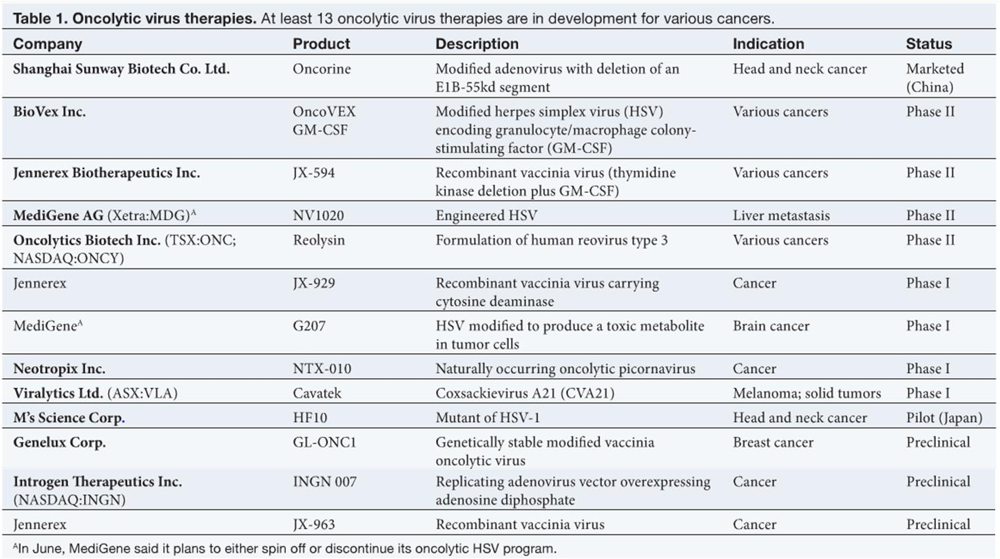 Table 1. Oncolytic virus therapies. At least 13 oncolytic virus therapies are in development for various cancers.
Company Product Description Indication Status
Shanghai Sunway Biotech Co. Ltd. Oncorine Modified adenovirus with deletion of an Head and neck cancer Marketed
E1B-55kd segment (China)
BioVex Inc. OncoVEX Modified herpes simplex virus (HSV) Various cancers Phase II
GM-CSF encoding granulocyte/macrophage colony-
stimulating factor (GM-CSF)
Jennerex Biotherapeutics Inc. JX-594 Recombinant vaccinia virus (thymidine Various cancers Phase II
kinase deletion plus GM-CSF)
MediGene AG (Xetra:MDG)ᴬ NV1020 Engineered HSV Liver metastasis Phase II
Oncolytics Biotech Inc. (TSX:ONC; Reolysin Formulation of human reovirus type 3 Various cancers Phase II
NASDAQ:ONCY)
Jennerex JX-929 Recombinant vaccinia virus carrying Cancer Phase I
cytosine deaminase
MediGeneᴬ G207 HSV modified to produce a toxic metabolite Brain cancer Phase I
in tumor cells
Neotropix Inc. NTX-010 Naturally occurring oncolytic picornavirus Cancer Phase I
Viralytics Ltd. (ASX:VLA) Cavatek Coxsackievirus A21 (CVA21) Melanoma; solid tumors Phase I
M’s Science Corp. HF10 Mutant of HSV-1 Head and neck cancer Pilot (Japan)
Genelux Corp. GL-ONC1 Genetically stable modified vaccinia Breast cancer Preclinical
oncolytic virus
Introgen Therapeutics Inc. INGN 007 Replicating adenovirus vector overexpressing Cancer Preclinical
(NASDAQ:INGN) adenosine diphosphate
Jennerex JX-963 Recombinant vaccinia virus Cancer Preclinical
ᴬIn June, MediGene said it plans to either spin off or discontinue its oncolytic HSV program.